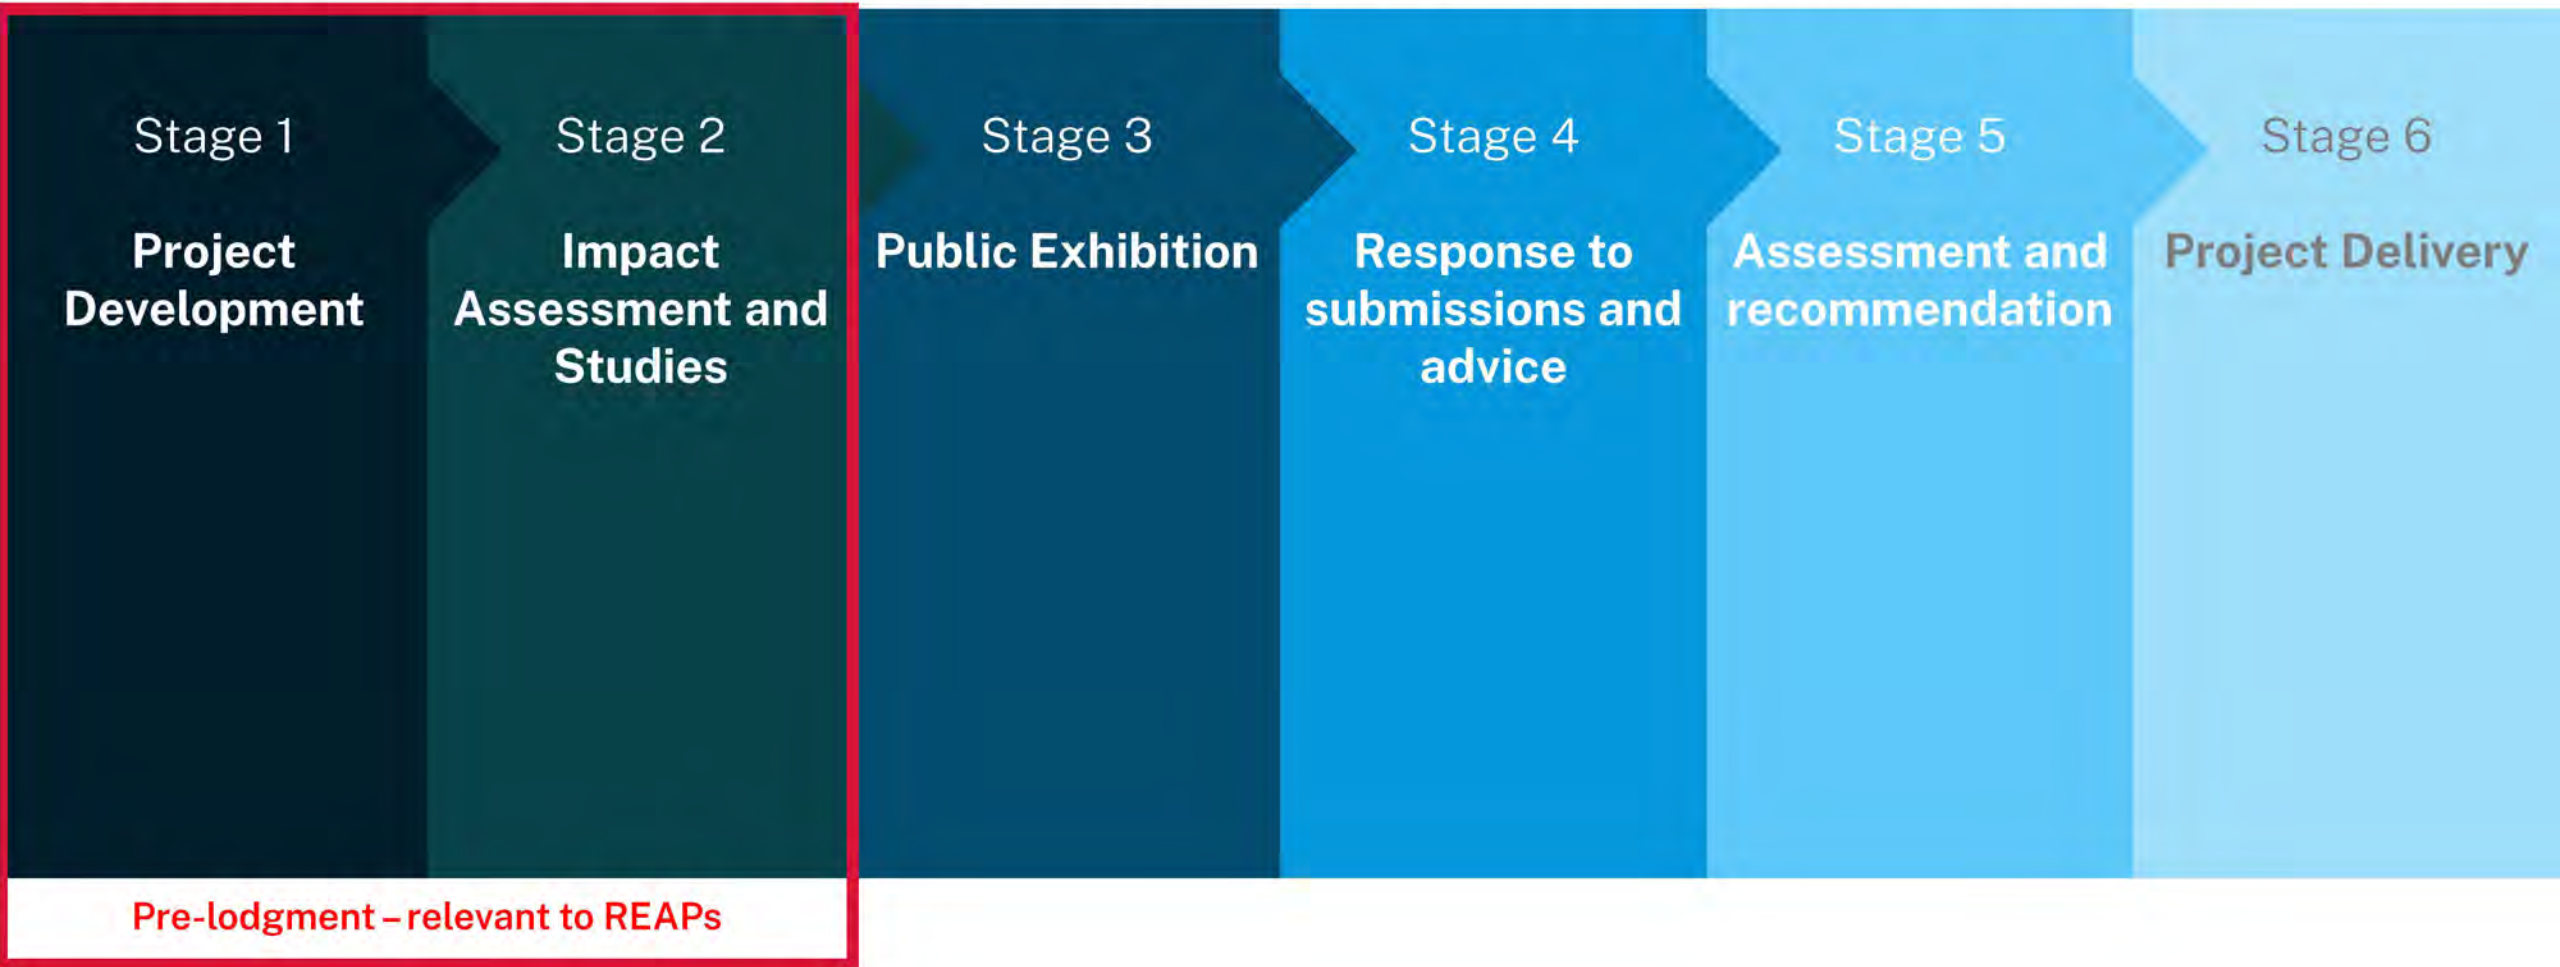 Stage 1
Project
Development
Stage 2
Impact
Assessment and
Studies
Stage 3
Public Exhibition
Stage 4
Response to
submissions and
advice
Stage 5
Assessment and
recommendation
Stage 6
Project Delivery
Pre-lodgment – relevant to REAPs